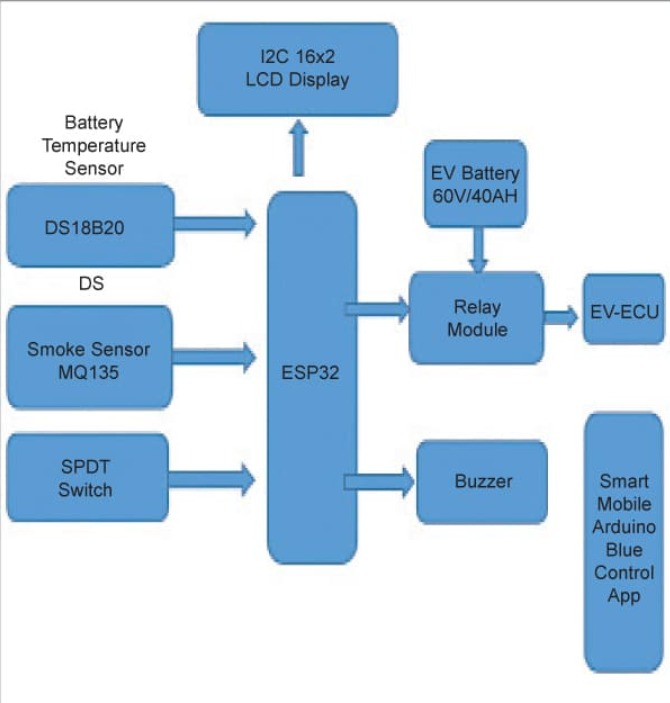 I2C 16x2
LCD Display
Battery
Temperature
Sensor
DS18B20
DS
Smoke Sensor
MQ135
SPDT
Switch
ESP32
EV Battery
60V/40AH
Relay
Module
EV-ECU
Buzzer
Smart
Mobile
Arduino
Blue
Control
App